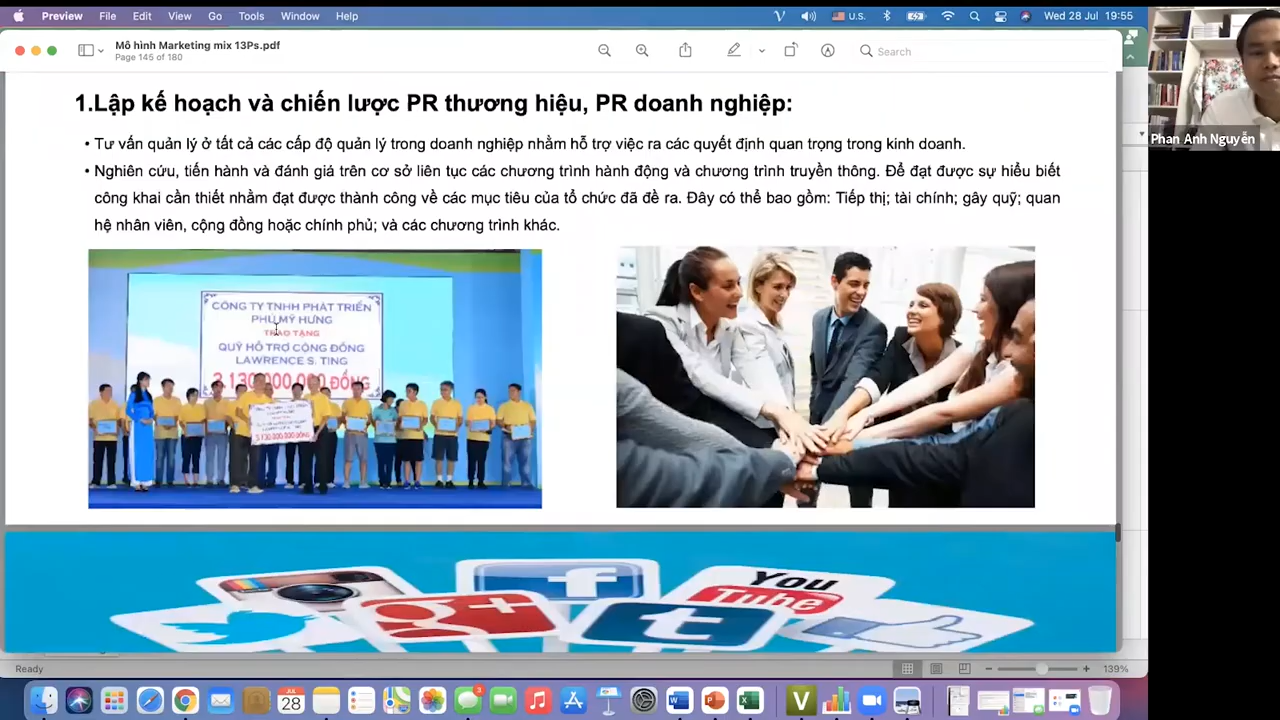 Preview File Edit View Go Tools Window Help
U.S. Wed 28 Jul 19:55
Mô hình Marketing mix 13Ps.pdf
Page 145 of 180
Search
Phan Anh Nguyễn
1.Lập kế hoạch và chiến lược PR thương hiệu, PR doanh nghiệp:
• Tư vấn quản lý ở tất cả các cấp độ quản lý trong doanh nghiệp nhằm hỗ trợ việc ra các quyết định quan trọng trong kinh doanh.
• Nghiên cứu, tiến hành và đánh giá trên cơ sở liên tục các chương trình hành động và chương trình truyền thông. Để đạt được sự hiểu biết
công khai cần thiết nhằm đạt được thành công về các mục tiêu của tổ chức đã đề ra. Đây có thể bao gồm: Tiếp thị; tài chính; gây quỹ; quan
hệ nhân viên, cộng đồng hoặc chính phủ; và các chương trình khác.
CÔNG TY TNHH PHÁT TRIỂN
PHÚ MỸ HƯNG
TRAO TẶNG
QUỸ HỖ TRỢ CỘNG ĐỒNG
LAWRENCE S. TING
3.130.000.000 ĐỒNG
3.130.000.000 ĐỒNG
You
Tube
f
g+
t
Ready
139%
JUL
28
3